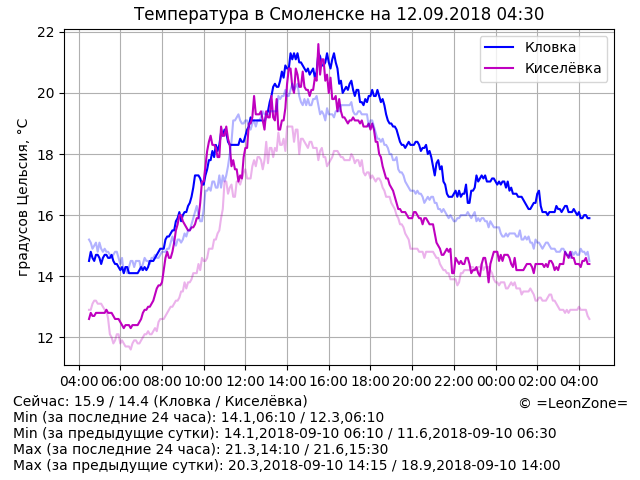 Температура в Смоленске на 12.09.2018 04:30
градусов Цельсия, °C
22
20
18
16
14
12
Кловка
Киселёвка
04:00 06:00 08:00 10:00 12:00 14:00 16:00 18:00 20:00 22:00 00:00 02:00 04:00
Сейчас: 15.9 / 14.4 (Кловка / Киселёвка)
© =LeonZone=
Min (за последние 24 часа): 14.1,06:10 / 12.3,06:10
Min (за предыдущие сутки): 14.1,2018-09-10 06:10 / 11.6,2018-09-10 06:30
Max (за последние 24 часа): 21.3,14:10 / 21.6,15:30
Max (за предыдущие сутки): 20.3,2018-09-10 14:15 / 18.9,2018-09-10 14:00